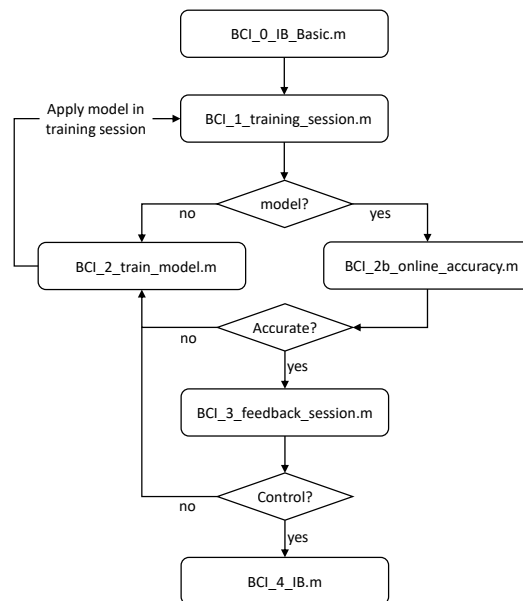 BCI_0_IB_Basic.m
Apply model in
training session
BCI_1_training_session.m
model?
no
yes
BCI_2_train_model.m
BCI_2b_online_accuracy.m
Accurate?
no
yes
BCI_3_feedback_session.m
Control?
no
yes
BCI_4_IB.m